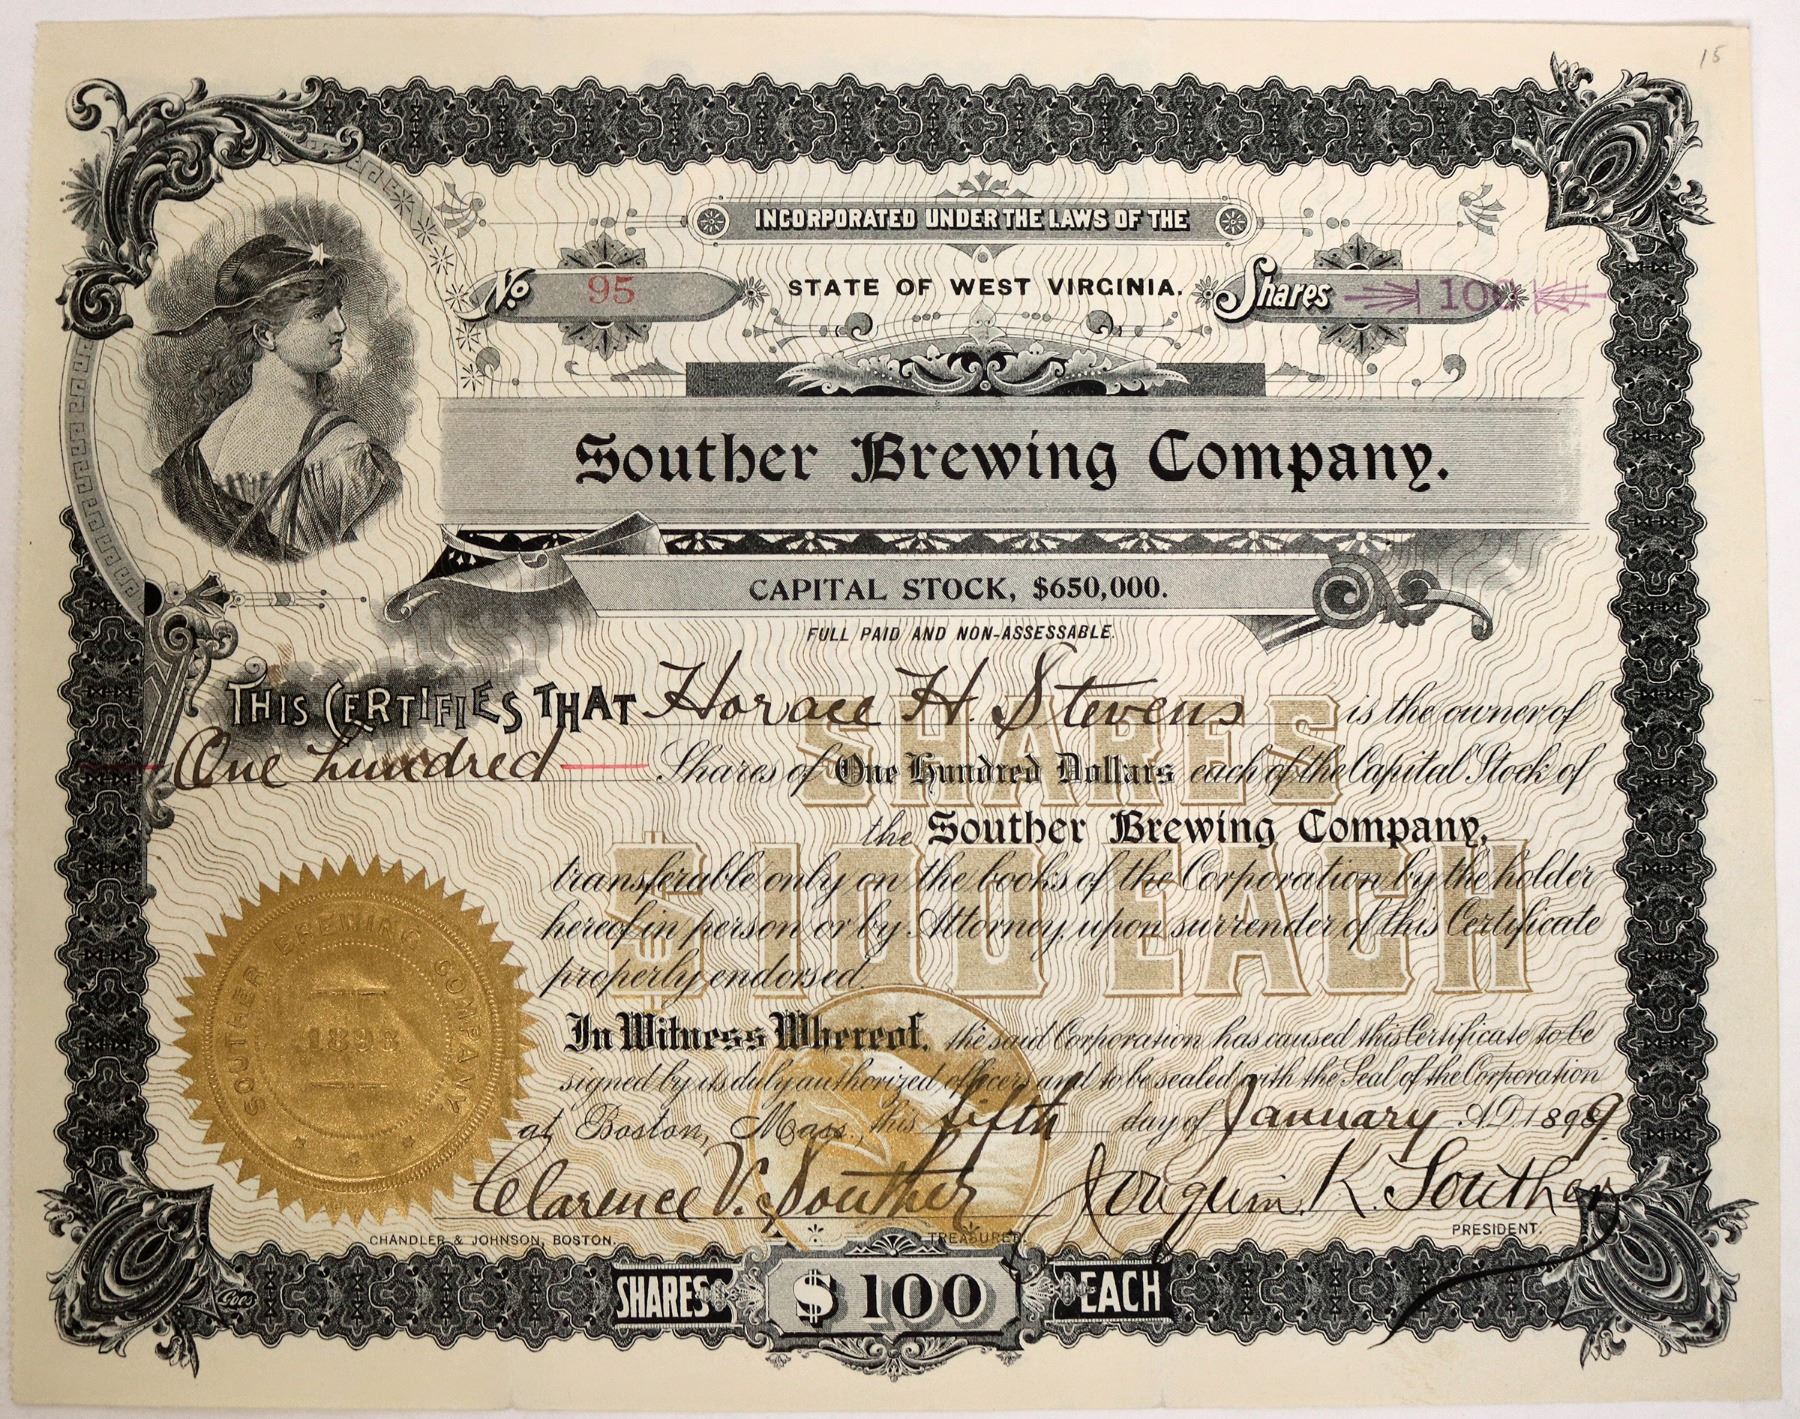 15
INCORPORATED UNDER THE LAWS OF THE
No 95 STATE OF WEST VIRGINIA. Shares 100
Souther Brewing Company.
CAPITAL STOCK, $650,000.
FULL PAID AND NON-ASSESSABLE.
THIS CERTIFIES THAT Horace H. Stevens is the owner of
One hundred Shares of One Hundred Dollars each of the Capital Stock of
the Souther Brewing Company,
transferable only on the books of the Corporation by the holder
hereof in person or by Attorney, upon surrender of this Certificate
properly endorsed.
SHARES
$100 EACH
In Witness Whereof, the said Corporation has caused this Certificate to be
signed by its duly authorized officers and to be sealed with the Seal of the Corporation
at Boston, Mass., this fifth day of January A.D. 1899.
SOUTHER BREWING COMPANY.
1898
Clarence V. Souther Joaquim K. Souther
CHANDLER & JOHNSON, BOSTON. TREASURER. PRESIDENT.
SHARES $100 EACH